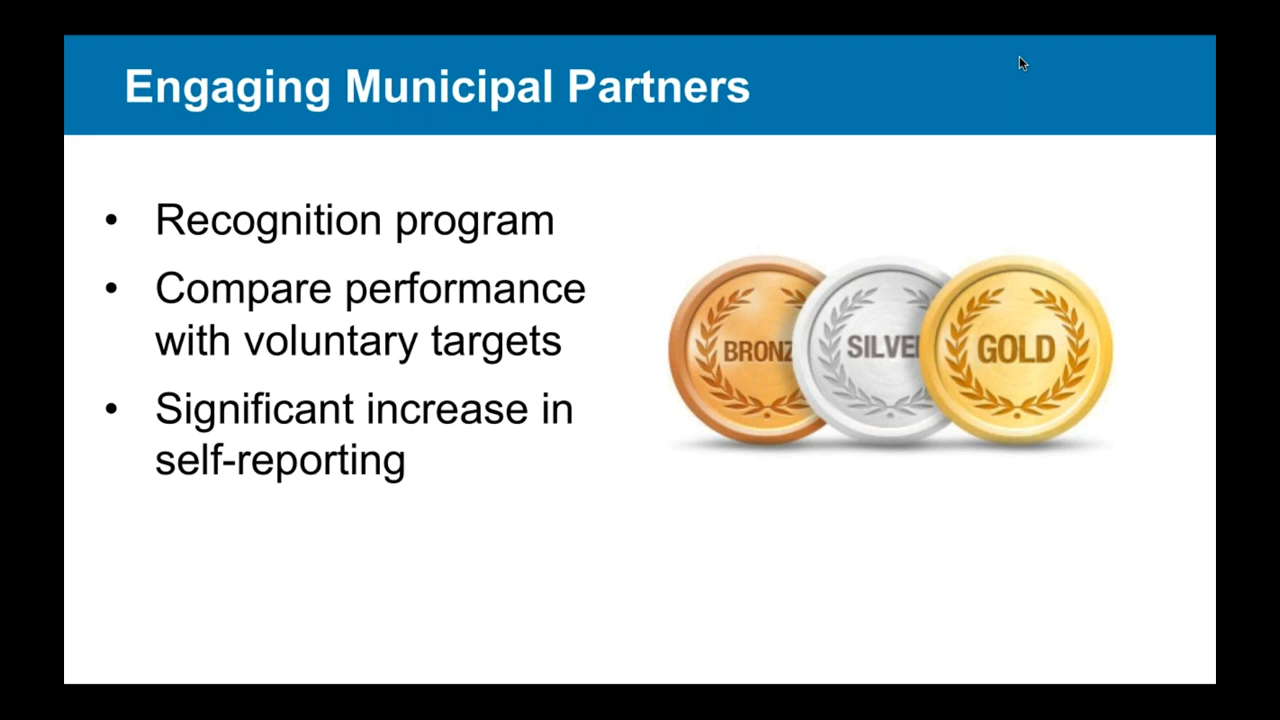 Engaging Municipal Partners
• Recognition program
• Compare performance
with voluntary targets
• Significant increase in
self-reporting
BRONZ
SILVE
GOLD